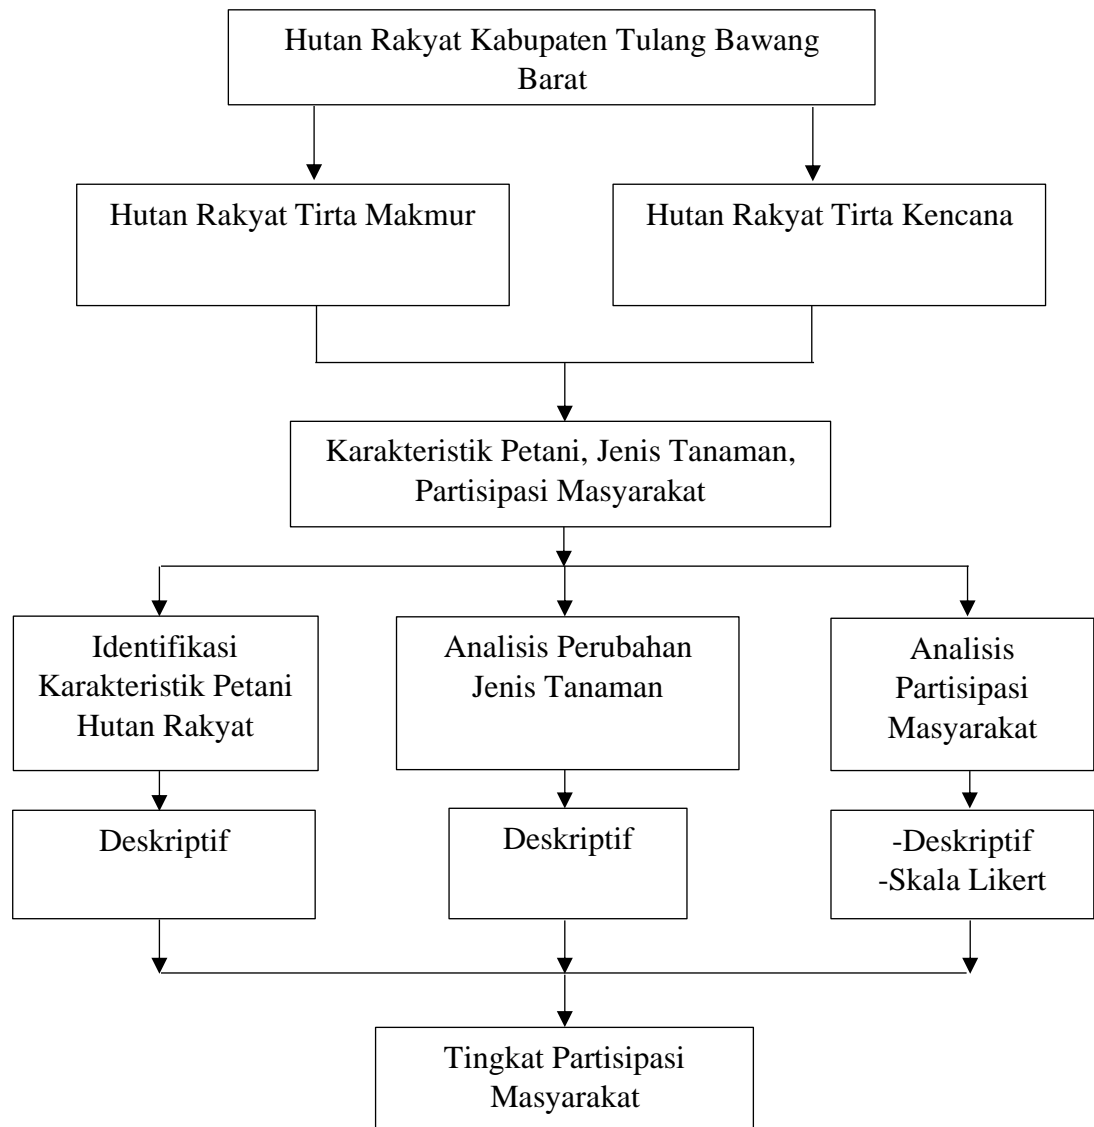 Hutan Rakyat Kabupaten Tulang Bawang
Barat
Hutan Rakyat Tirta Makmur
Hutan Rakyat Tirta Kencana
Karakteristik Petani, Jenis Tanaman,
Partisipasi Masyarakat
Identifikasi
Karakteristik Petani
Hutan Rakyat
Analisis Perubahan
Jenis Tanaman
Analisis
Partisipasi
Masyarakat
Deskriptif
Deskriptif
-Deskriptif
-Skala Likert
Tingkat Partisipasi
Masyarakat